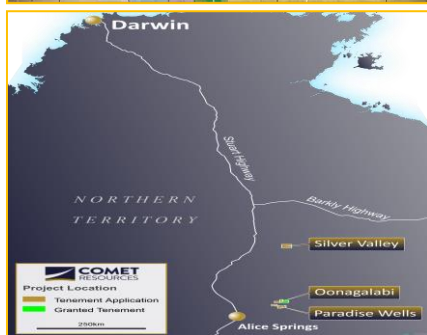 Darwin
Stuart Highway
NORTHERN
TERRITORY
Barkly Highway
Silver Valley
COMET
RESOURCES
Project Location
Tenement Application
Granted Tenement
250km
Oonagalabi
Paradise Wells
Alice Springs